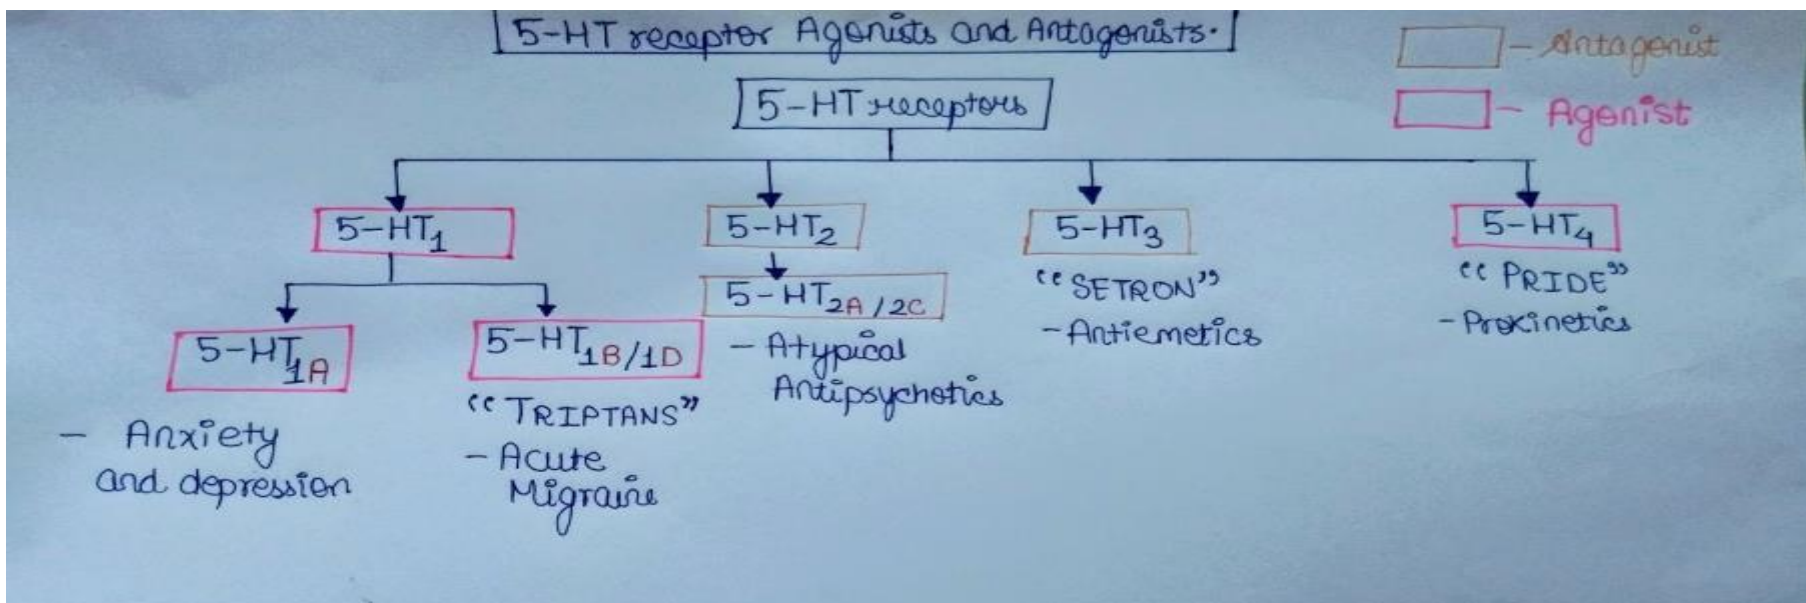 5-HT receptor Agonists and Antagonists.
- Antagonist
- Agonist
5-HT receptors
5-HT1
5-HT2
5-HT3
5-HT4
5-HT1A
- Anxiety
and depression
5-HT1B/1D
"TRIPTANS"
- Acute
Migraine
5-HT2A/2C
- Atypical
Antipsychotics
"SETRON"
- Antiemetics
"PRIDE"
- Prokinetics